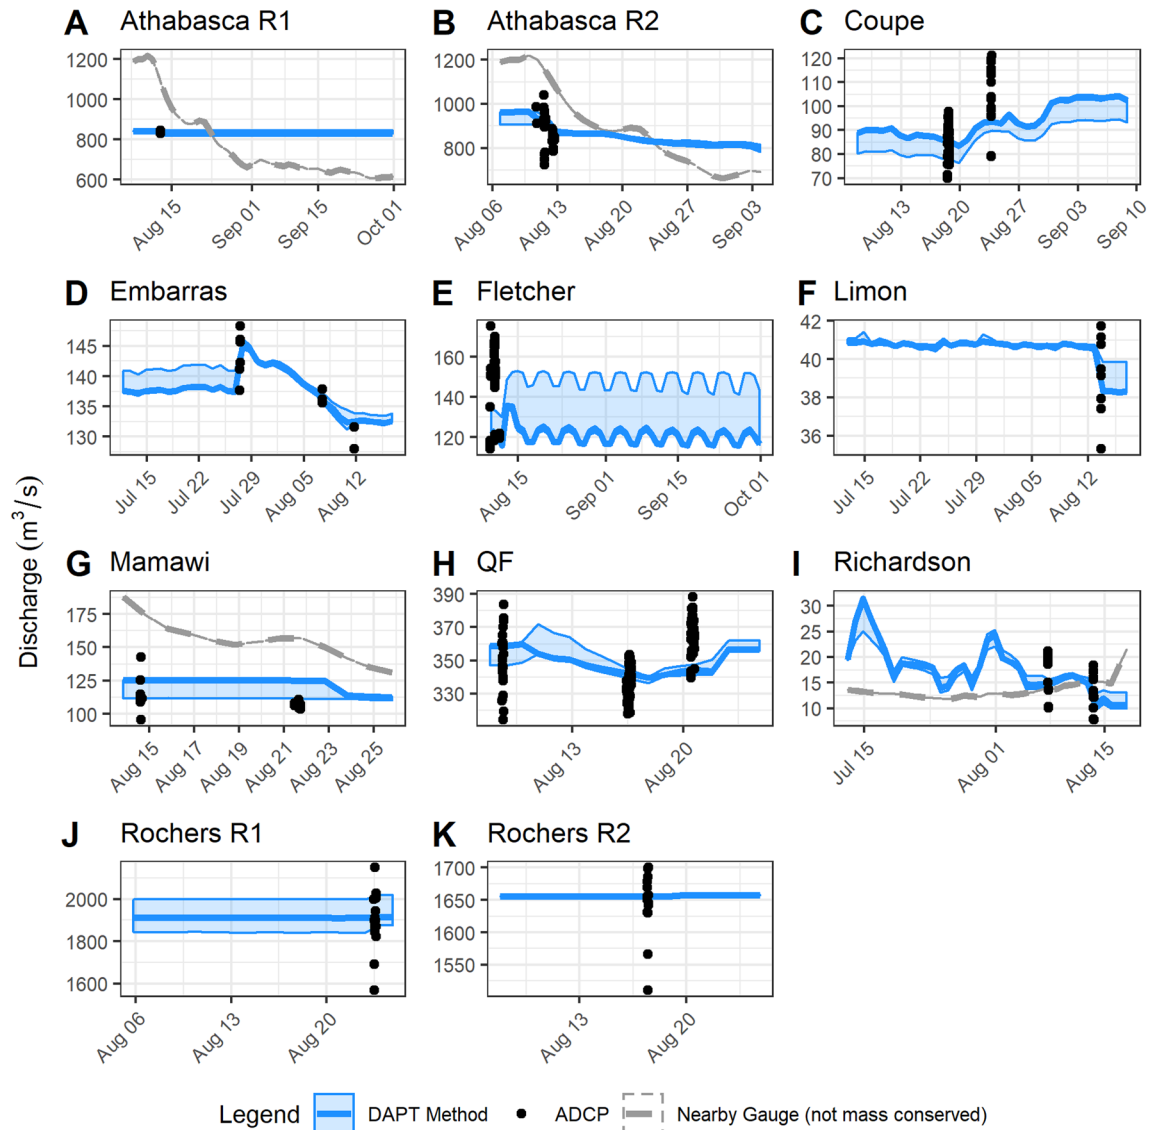 A Athabasca R1
1200
1000
800
600
Aug 15
Sep 01
Sep 15
Oct 01
B Athabasca R2
1200
1000
800
Aug 06
Aug 13
Aug 20
Aug 27
Sep 03
C Coupe
120
110
100
90
80
70
Aug 13
Aug 20
Aug 27
Sep 03
Sep 10
D Embarras
145
140
135
130
Jul 15
Jul 22
Jul 29
Aug 05
Aug 12
E Fletcher
160
140
120
Aug 15
Sep 01
Sep 15
Oct 01
F Limon
42
40
38
36
Jul 15
Jul 22
Jul 29
Aug 05
Aug 12
Discharge (m³/s)
G Mamawi
175
150
125
100
Aug 15
Aug 17
Aug 19
Aug 21
Aug 23
Aug 25
H QF
390
370
350
330
Aug 13
Aug 20
I Richardson
30
25
20
15
10
Jul 15
Aug 01
Aug 15
J Rochers R1
2000
1800
1600
Aug 06
Aug 13
Aug 20
K Rochers R2
1700
1650
1600
1550
Aug 13
Aug 20
Legend DAPT Method ADCP Nearby Gauge (not mass conserved)